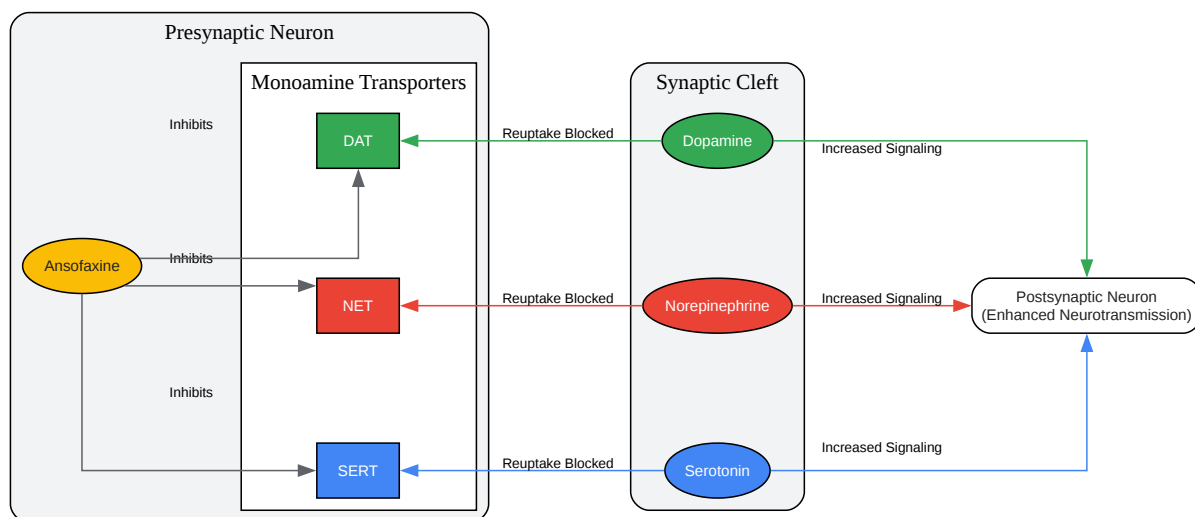 Presynaptic Neuron
Monoamine Transporters
Synaptic Cleft
Inhibits
DAT
Reuptake Blocked
Dopamine
Increased Signaling
Ansofaxine
Inhibits
NET
Reuptake Blocked
Norepinephrine
Increased Signaling
Postsynaptic Neuron
(Enhanced Neurotransmission)
Inhibits
SERT
Reuptake Blocked
Serotonin
Increased Signaling